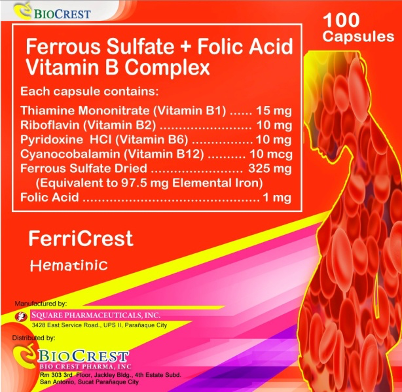 BIOCREST
100
Capsules
Ferrous Sulfate + Folic Acid
Vitamin B Complex
Each capsule contains:
Thiamine Mononitrate (Vitamin B1) ...... 15 mg
Riboflavin (Vitamin B2) ....................... 10 mg
Pyridoxine HCl (Vitamin B6) ................ 10 mg
Cyanocobalamin (Vitamin B12) .......... 10 mcg
Ferrous Sulfate Dried ......................... 325 mg
(Equivalent to 97.5 mg Elemental Iron)
Folic Acid ............................................. 1 mg
FerriCrest
Hematinic
Manufactured by:
SQUARE PHARMACEUTICALS, INC.
3428 East Service Road., UPS II, Parañaque City
Distributed by:
BIOCREST
BIO CREST PHARMA, INC
Rm 303 3rd Floor, Jackley Bldg., 4th Estate Subd.
San Antonio, Sucat Parañaque City